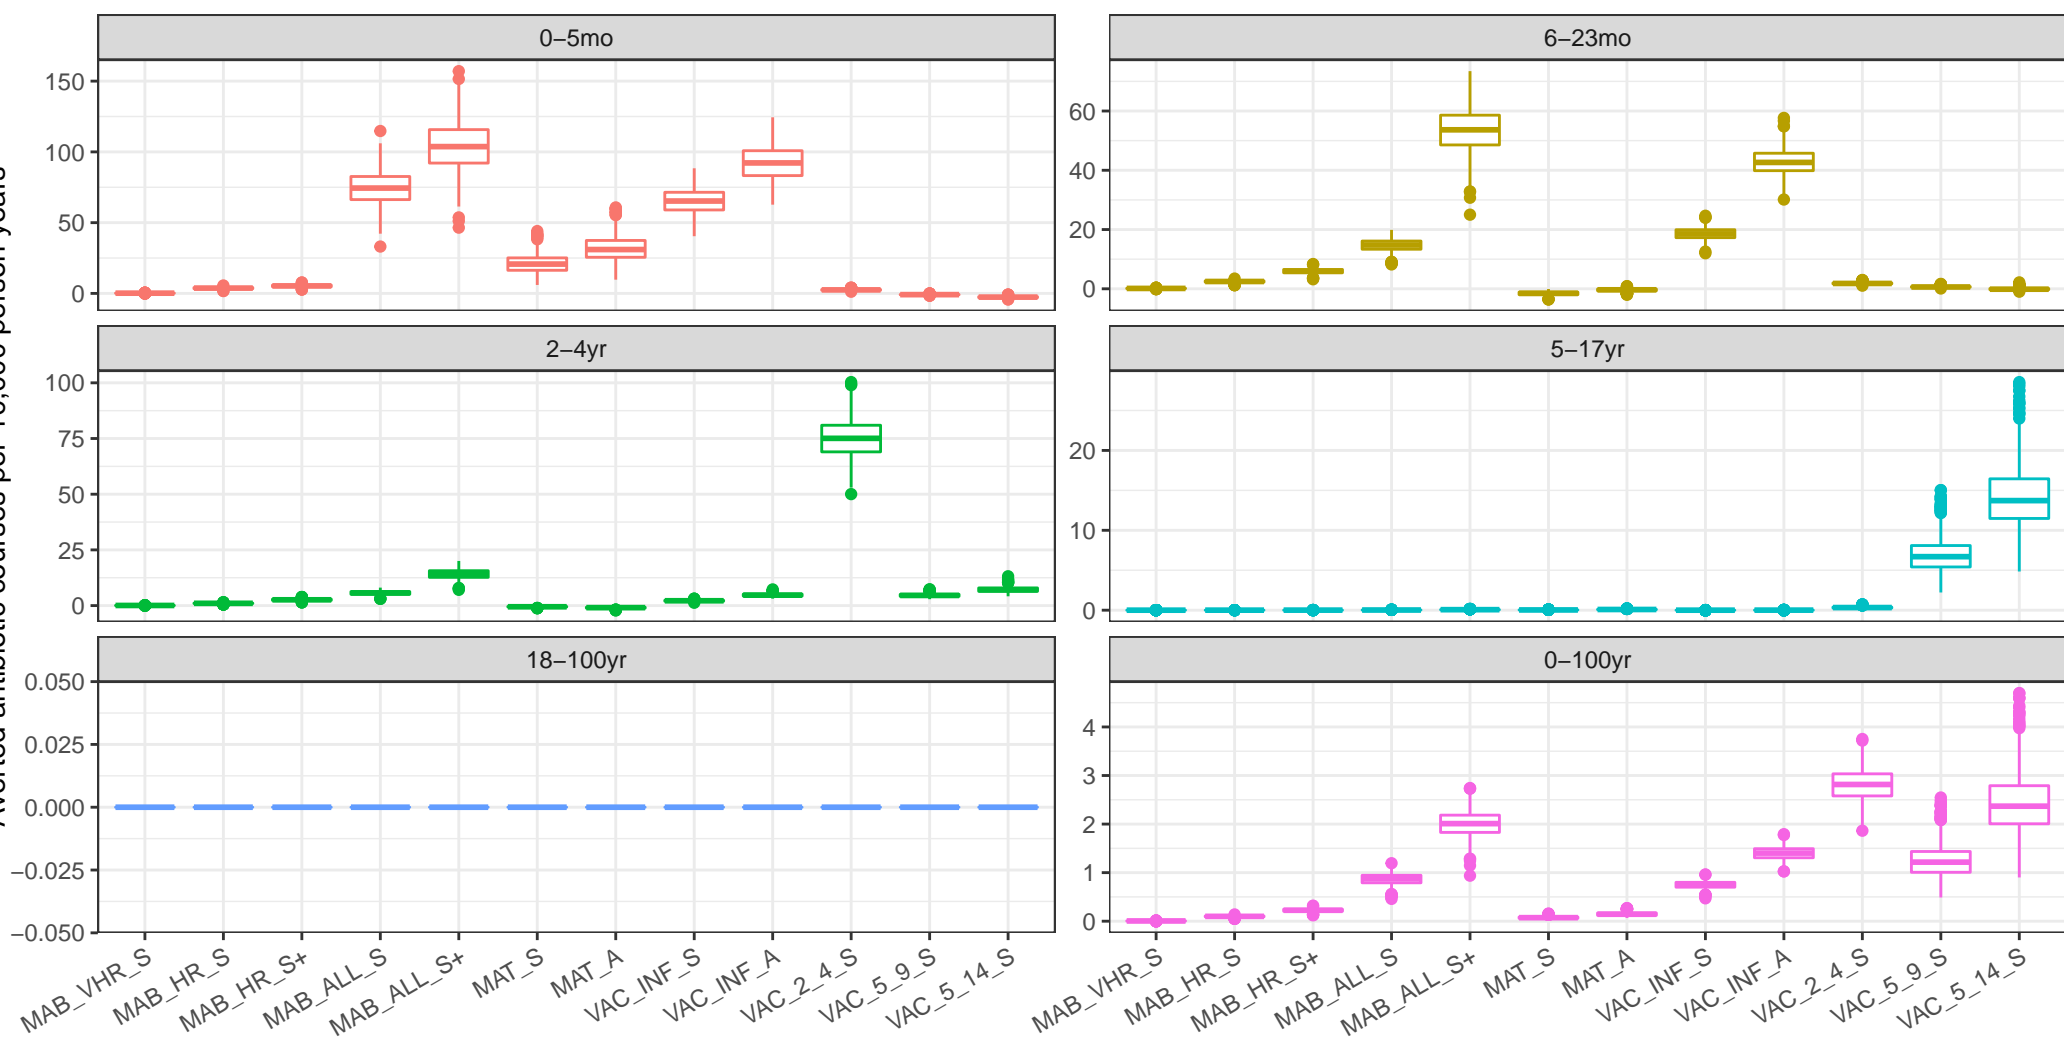 0–5mo
6–23mo
150
100
50
0
60
40
20
0
2–4yr
5–17yr
100
75
50
25
0
20
10
0
18–100yr
0–100yr
0.050
0.025
0.000
−0.025
−0.050
4
3
2
1
0
MAB_VHR_S
MAB_HR_S
MAB_HR_S+
MAB_ALL_S
MAB_ALL_S+
MAT_S
MAT_A
VAC_INF_S
VAC_INF_A
VAC_2_4_S
VAC_5_9_S
VAC_5_14_S
MAB_VHR_S
MAB_HR_S
MAB_HR_S+
MAB_ALL_S
MAB_ALL_S+
MAT_S
MAT_A
VAC_INF_S
VAC_INF_A
VAC_2_4_S
VAC_5_9_S
VAC_5_14_S